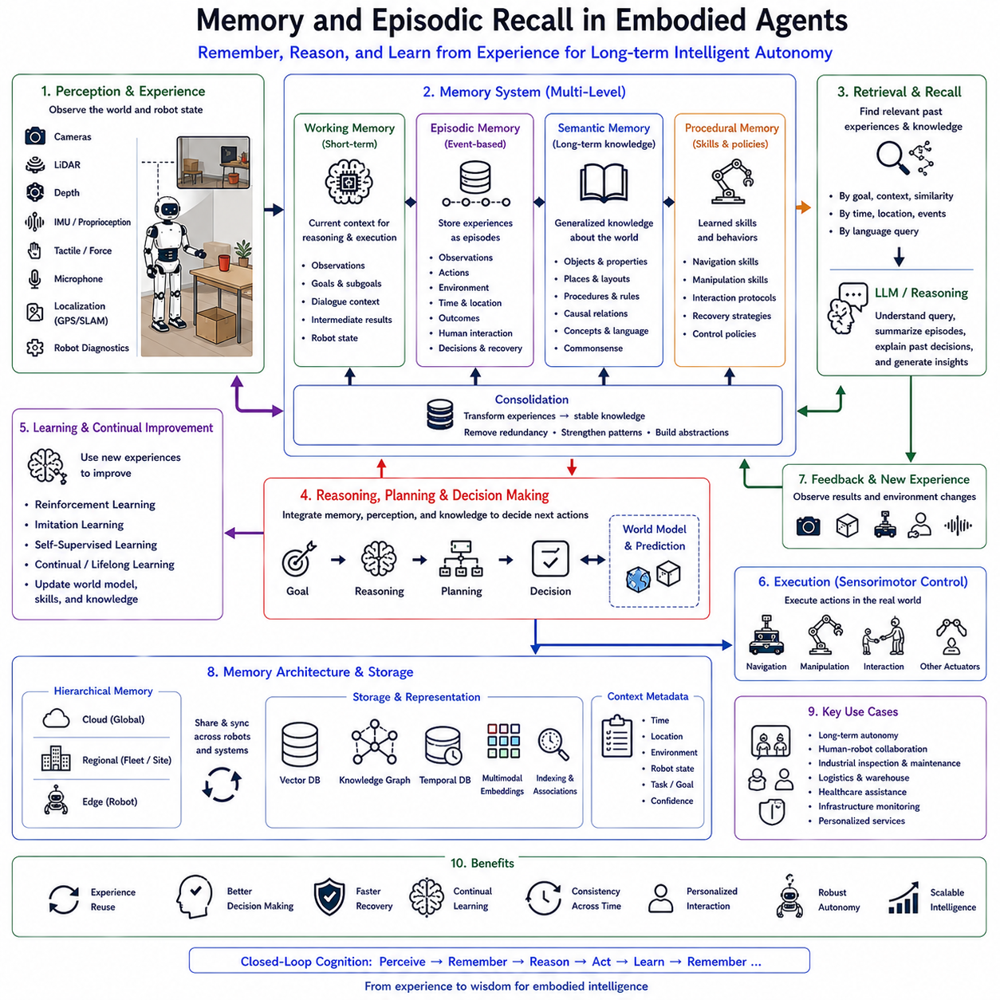 Memory and Episodic Recall in Embodied Agents
Remember, Reason, and Learn from Experience for Long-term Intelligent Autonomy
1. Perception & Experience
Observe the world and robot state
Cameras
LiDAR
Depth
IMU / Proprioception
Tactile / Force
Microphone
Localization
(GPS/SLAM)
Robot Diagnostics
2. Memory System (Multi-Level)
Working Memory
(Short-term)
Current context for
reasoning & execution
• Observations
• Goals & subgoals
• Dialogue context
• Intermediate results
• Robot state
Episodic Memory
(Event-based)
Store experiences
as episodes
• Observations
• Actions
• Environment
• Time & location
• Outcomes
• Human interaction
• Decisions & recovery
Semantic Memory
(Long-term knowledge)
Generalized knowledge
about the world
• Objects & properties
• Places & layouts
• Procedures & rules
• Causal relations
• Concepts & language
• Commonsense
Procedural Memory
(Skills & policies)
Learned skills
and behaviors
• Navigation skills
• Manipulation skills
• Interaction protocols
• Recovery strategies
• Control policies
Consolidation
Transform experiences → stable knowledge
Remove redundancy • Strengthen patterns • Build abstractions
3. Retrieval & Recall
Find relevant past
experiences & knowledge
• By goal, context, similarity
• By time, location, events
• By language query
LLM / Reasoning
Understand query,
summarize episodes,
explain past decisions,
and generate insights
5. Learning & Continual Improvement
Use new experiences
to improve
• Reinforcement Learning
• Imitation Learning
• Self-Supervised Learning
• Continual / Lifelong Learning
• Update world model,
skills, and knowledge
4. Reasoning, Planning & Decision Making
Integrate memory, perception, and knowledge to decide next actions
Goal
Reasoning
Planning
Decision
World Model
& Prediction
7. Feedback & New Experience
Observe results and environment changes
6. Execution (Sensorimotor Control)
Execute actions in the real world
Navigation
Manipulation
Interaction
Other Actuators
8. Memory Architecture & Storage
Hierarchical Memory
Cloud (Global)
Regional (Fleet / Site)
Edge (Robot)
Share & sync
across robots
and systems
Storage & Representation
Vector DB
Knowledge Graph
Temporal DB
Multimodal
Embeddings
Indexing &
Associations
Context Metadata
• Time
• Location
• Environment
• Robot state
• Task / Goal
• Confidence
9. Key Use Cases
• Long-term autonomy
• Human-robot collaboration
• Industrial inspection & maintenance
• Logistics & warehouse
• Healthcare assistance
• Infrastructure monitoring
• Personalized services
10. Benefits
Experience
Reuse
Better
Decision Making
Faster
Recovery
Continual
Learning
Consistency
Across Time
Personalized
Interaction
Robust
Autonomy
Scalable
Intelligence
Closed-Loop Cognition: Perceive → Remember → Reason → Act → Learn → Remember ...
From experience to wisdom for embodied intelligence